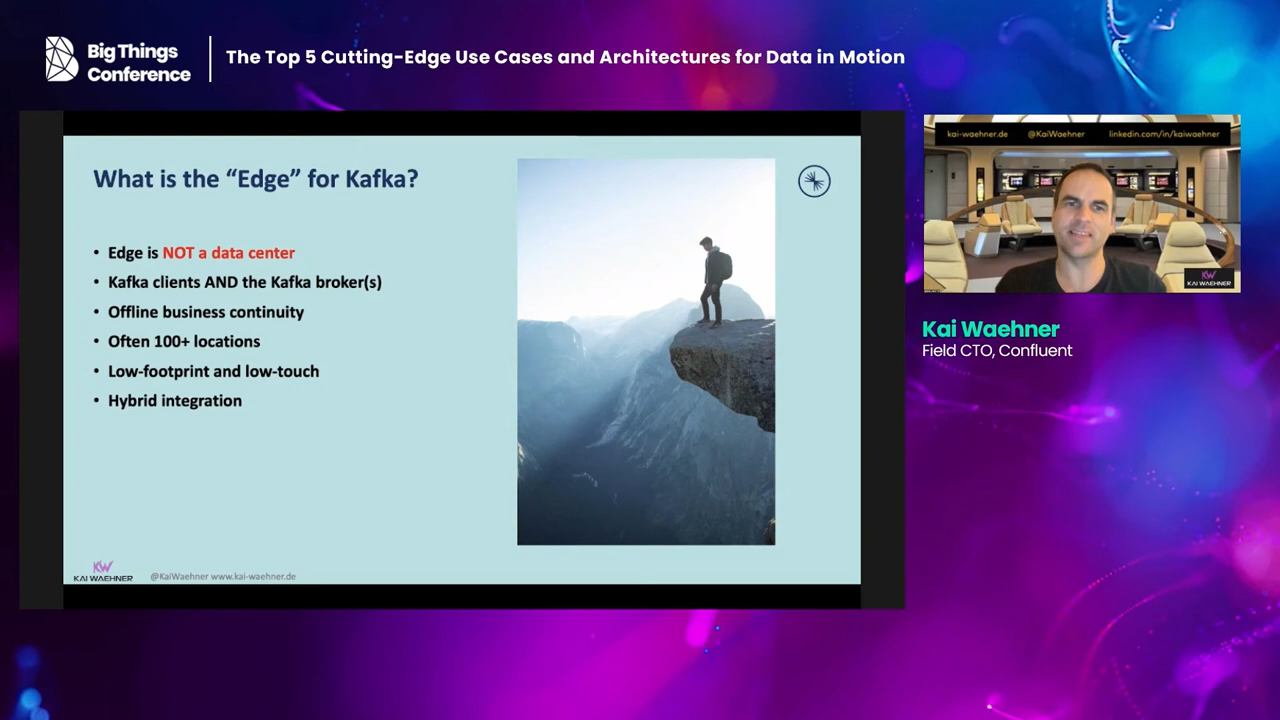 Big Things
Conference
The Top 5 Cutting-Edge Use Cases and Architectures for Data in Motion
What is the “Edge” for Kafka?
• Edge is NOT a data center
• Kafka clients AND the Kafka broker(s)
• Offline business continuity
• Often 100+ locations
• Low-footprint and low-touch
• Hybrid integration
KW
KAI WAEHNER
@KaiWaehner www.kai-waehner.de
kai-waehner.de @KaiWaehner linkedin.com/in/kaiwaehner
KW
KAI WAEHNER
Kai Waehner
Field CTO, Confluent